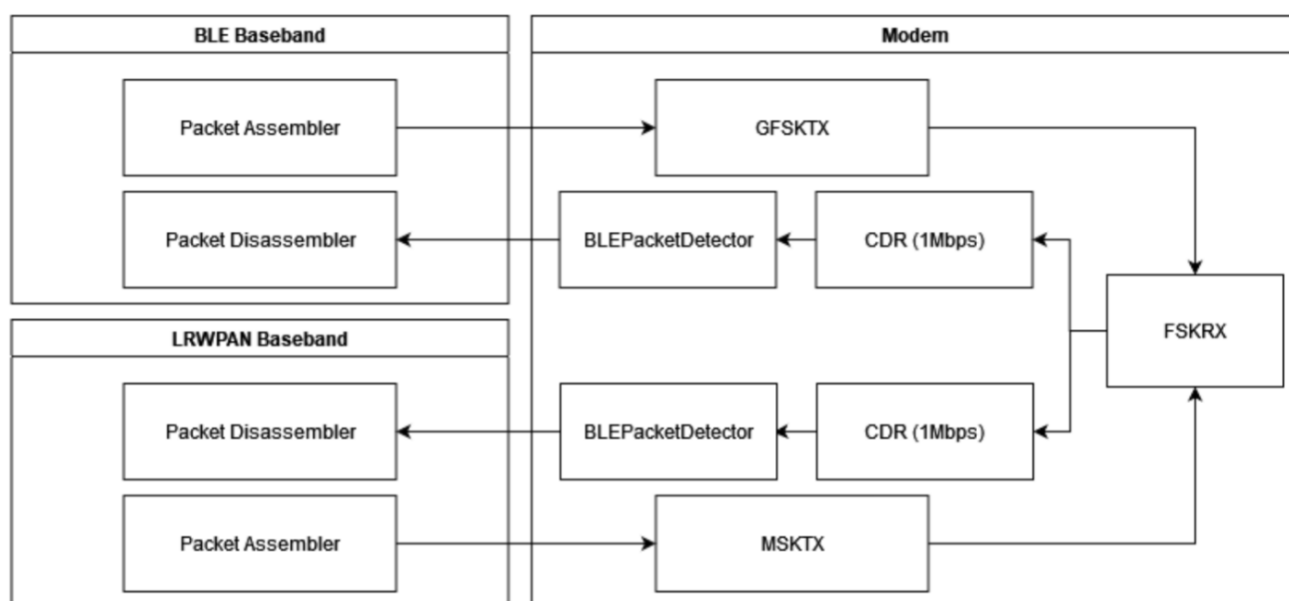 BLE Baseband
Modem
Packet Assembler
GFSKTX
Packet Disassembler
BLEPacketDetector
CDR (1Mbps)
FSKRX
LRWPAN Baseband
Packet Disassembler
BLEPacketDetector
CDR (1Mbps)
Packet Assembler
MSKTX